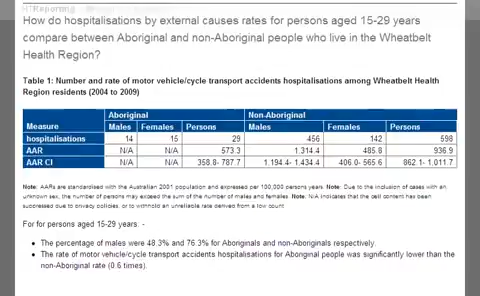 HTReporting
How do hospitalisations by external causes rates for persons aged 15-29 years
compare between Aboriginal and non-Aboriginal people who live in the Wheatbelt
Health Region?
Table 1: Number and rate of motor vehicle/cycle transport accidents hospitalisations among Wheatbelt Health
Region residents (2004 to 2009)
Aboriginal Non-Aboriginal
Measure Males Females Persons Males Females Persons
hospitalisations 14 15 29 456 142 598
AAR N/A N/A 573.3 1,314.4 485.8 936.9
AAR CI N/A N/A 358.8- 787.7 1,194.4- 1,434.4 406.0- 565.6 862.1- 1,011.7
Note: AARs are standardised with the Australian 2001 population and expressed per 100,000 persons years. Note: Due to the inclusion of cases with an
unknown sex, the number of persons may exceed the sum of the number of males and females. Note: N/A indicates that the cell content has been
suppressed due to privacy policies, or to withhold an unreliable rate derived from a low count
For for persons aged 15-29 years: -
• The percentage of males were 48.3% and 76.3% for Aboriginals and non-Aboriginals respectively.
• The rate of motor vehicle/cycle transport accidents hospitalisations for Aboriginal people was significantly lower than the
non-Aboriginal rate (0.6 times).